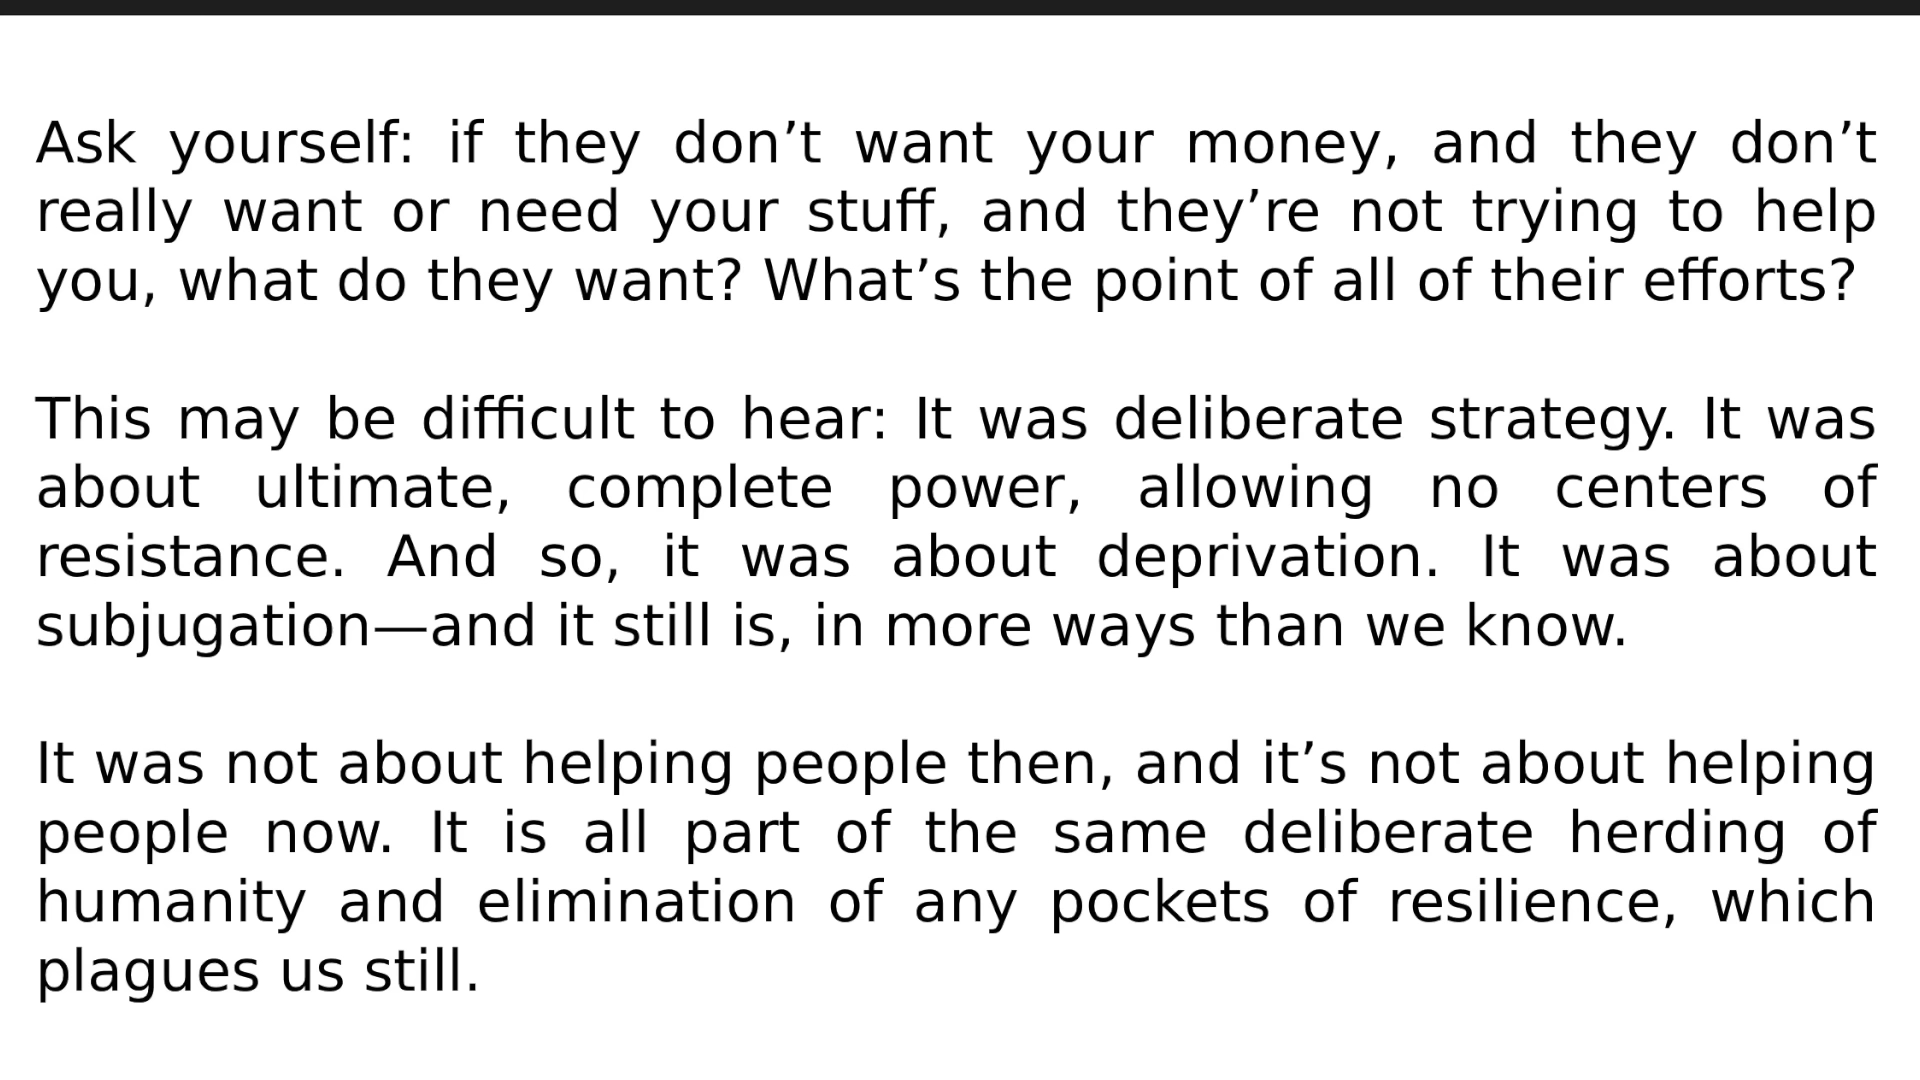 Ask yourself: if they don’t want your money, and they don’t
really want or need your stuff, and they’re not trying to help
you, what do they want? What’s the point of all of their efforts?
This may be difficult to hear: It was deliberate strategy. It was
about ultimate, complete power, allowing no centers of
resistance. And so, it was about deprivation. It was about
subjugation—and it still is, in more ways than we know.
It was not about helping people then, and it’s not about helping
people now. It is all part of the same deliberate herding of
humanity and elimination of any pockets of resilience, which
plagues us still.